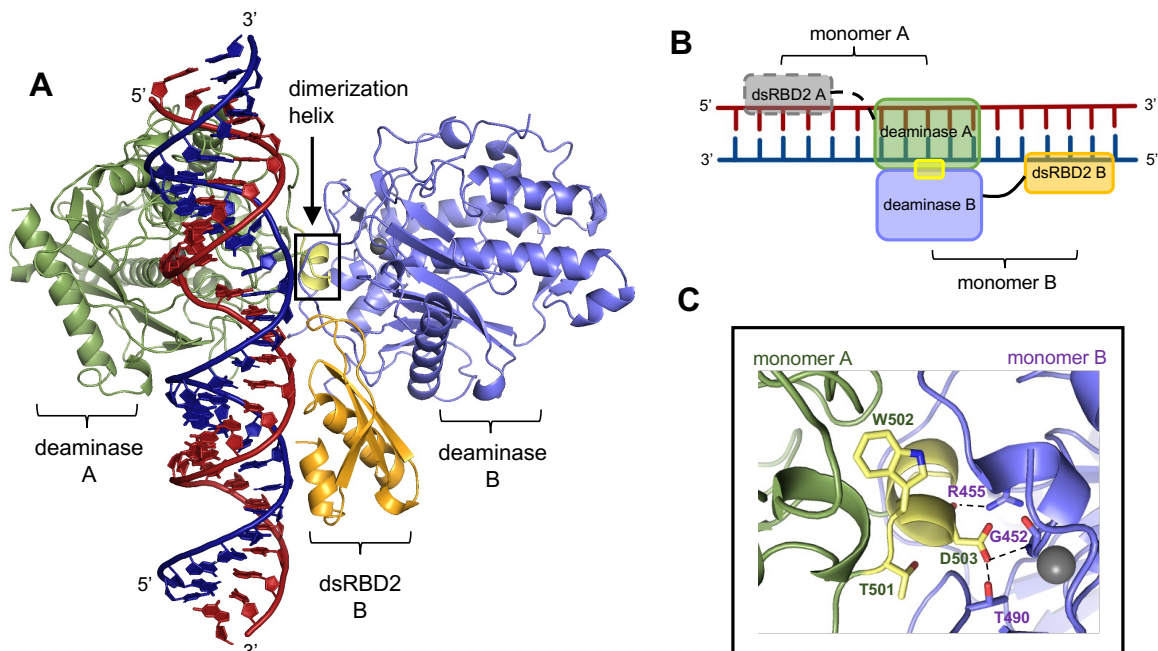 A
3’
5’
dimerization
helix
deaminase
A
deaminase
B
dsRBD2
B
5’
3’
B
monomer A
5’
dsRBD2 A
3’
deaminase A
3’
5’
dsRBD2 B
deaminase B
monomer B
C
monomer A
monomer B
W502
R455
G452
D503
T501
T490